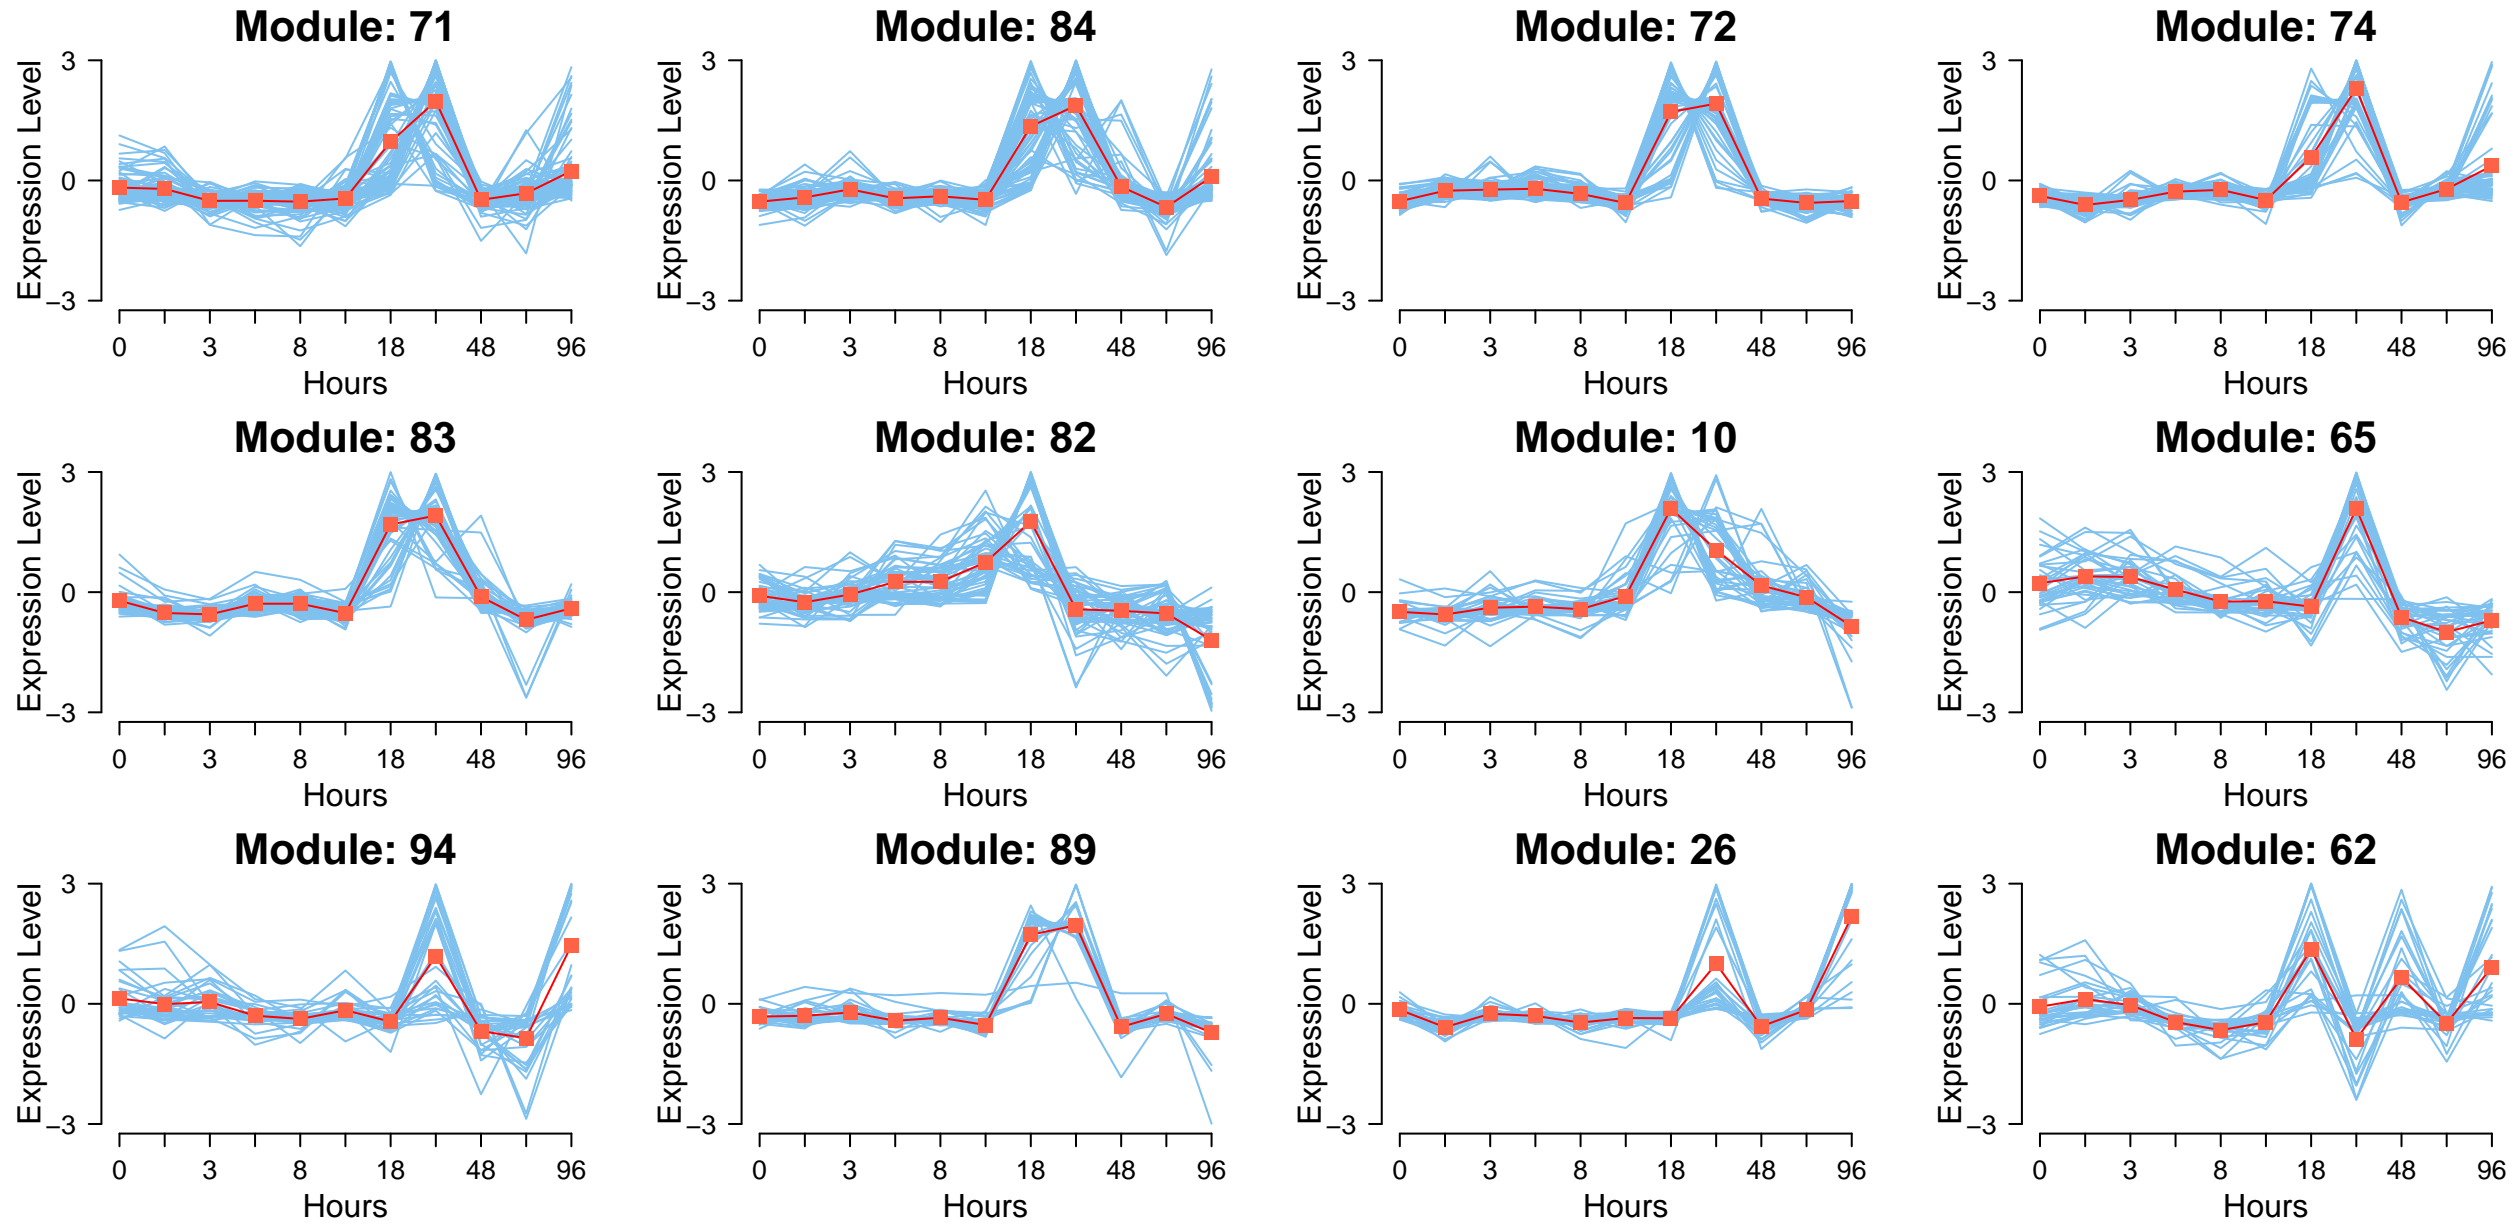 Module: 71
Expression Level
3
0
−3
0 3 8 18 48 96
Hours
Module: 84
Expression Level
3
0
−3
0 3 8 18 48 96
Hours
Module: 72
Expression Level
3
0
−3
0 3 8 18 48 96
Hours
Module: 74
Expression Level
3
0
−3
0 3 8 18 48 96
Hours
Module: 83
Expression Level
3
0
−3
0 3 8 18 48 96
Hours
Module: 82
Expression Level
3
0
−3
0 3 8 18 48 96
Hours
Module: 10
Expression Level
3
0
−3
0 3 8 18 48 96
Hours
Module: 65
Expression Level
3
0
−3
0 3 8 18 48 96
Hours
Module: 94
Expression Level
3
0
−3
0 3 8 18 48 96
Hours
Module: 89
Expression Level
3
0
−3
0 3 8 18 48 96
Hours
Module: 26
Expression Level
3
0
−3
0 3 8 18 48 96
Hours
Module: 62
Expression Level
3
0
−3
0 3 8 18 48 96
Hours